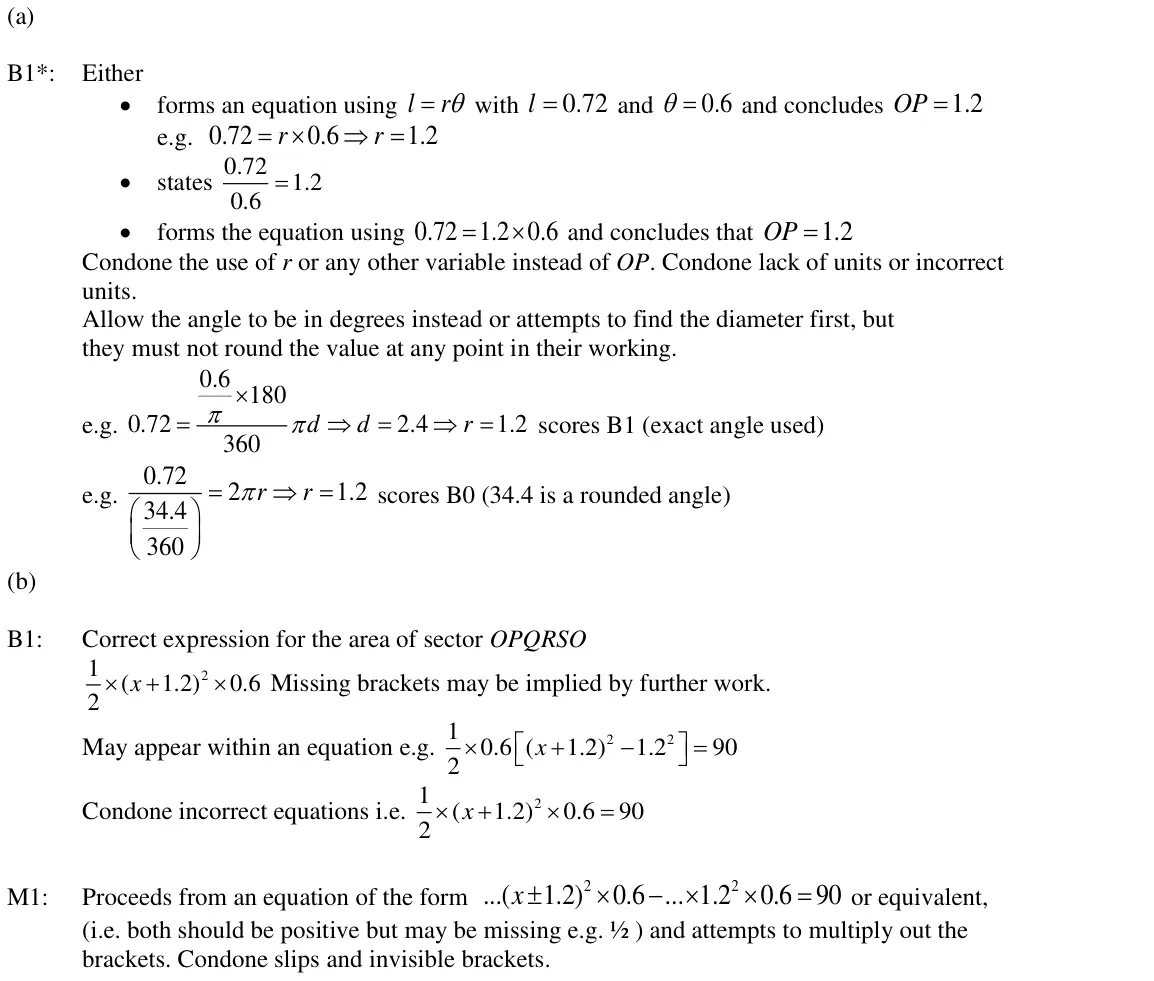 (a)
B1*: Either
• forms an equation using l = rθ with l = 0.72 and θ = 0.6 and concludes OP = 1.2
e.g. 0.72 = r×0.6 ⇒ r = 1.2
• states 0.72/0.6 = 1.2
• forms the equation using 0.72 = 1.2×0.6 and concludes that OP = 1.2
Condone the use of r or any other variable instead of OP. Condone lack of units or incorrect
units.
Allow the angle to be in degrees instead or attempts to find the diameter first, but
they must not round the value at any point in their working.
e.g. 0.72 = (0.6/π ×180)/360 πd ⇒ d = 2.4 ⇒ r = 1.2 scores B1 (exact angle used)
e.g. 0.72/(34.4/360) = 2πr ⇒ r = 1.2 scores B0 (34.4 is a rounded angle)
(b)
B1: Correct expression for the area of sector OPQRSO
1/2 ×(x+1.2)²×0.6 Missing brackets may be implied by further work.
May appear within an equation e.g. 1/2 ×0.6[(x+1.2)² −1.2²] = 90
Condone incorrect equations i.e. 1/2 ×(x+1.2)²×0.6 = 90
M1: Proceeds from an equation of the form ...(x±1.2)²×0.6−...×1.2²×0.6 = 90 or equivalent,
(i.e. both should be positive but may be missing e.g. ½ ) and attempts to multiply out the
brackets. Condone slips and invisible brackets.